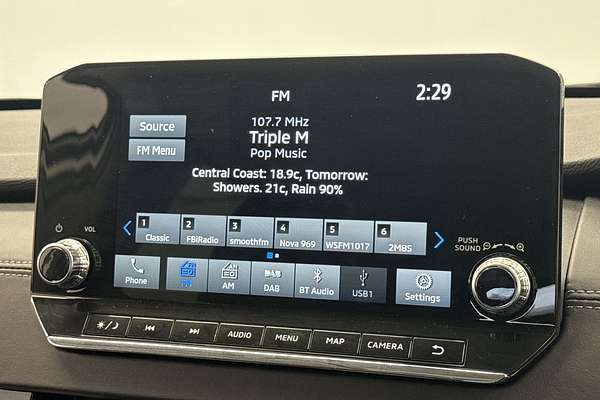 FM
2:29
Source
FM Menu
107.7 MHz
Triple M
Pop Music
Central Coast: 18.9c, Tomorrow:
Showers. 21c, Rain 90%
1 Classic
2 FBiRadio
3 smoothfm
4 Nova 969
5 WSFM1017
6 2MBS
VOL
PUSH
SOUND
Phone
FM
AM
DAB
DAB
BT Audio
USB1
Settings
AUDIO
MENU
MAP
CAMERA